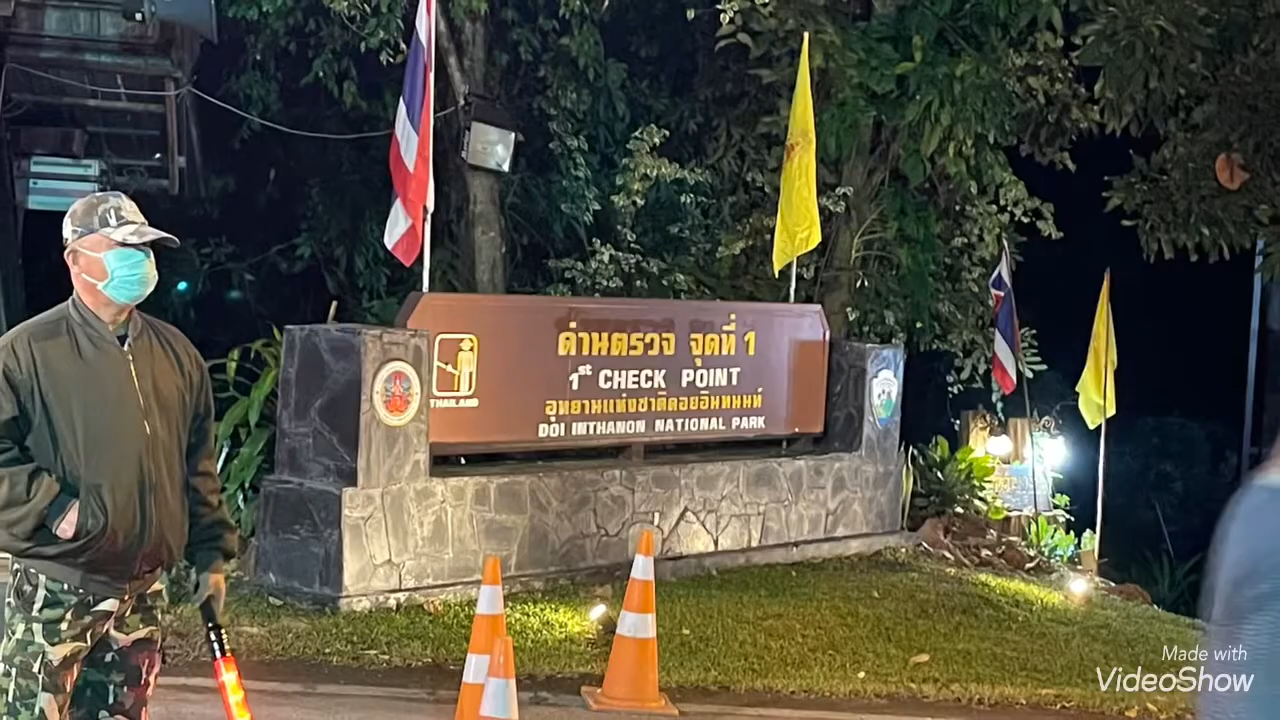 ด่านตรวจ จุดที่ 1
1st CHECK POINT
อุทยานแห่งชาติดอยอินทนนท์
DOI INTHANON NATIONAL PARK
THAILAND
Made with
VideoShow